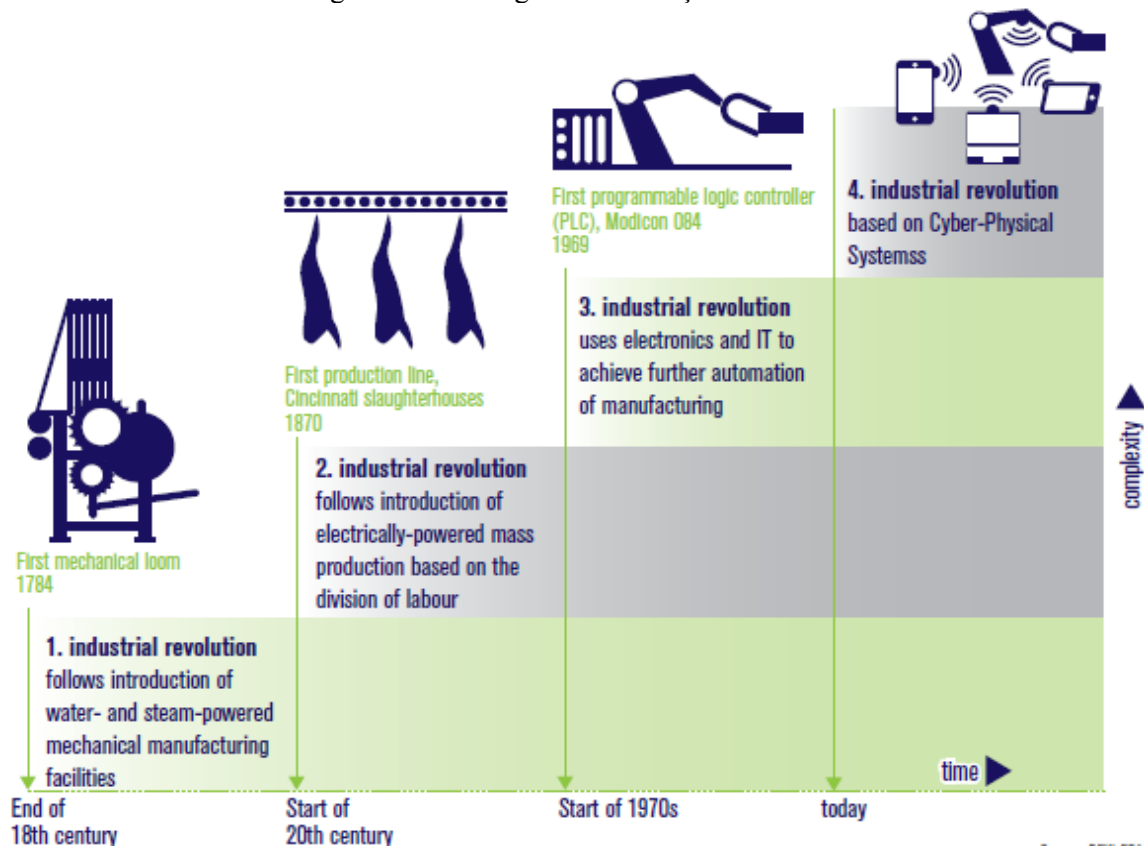 First programmable logic controller
(PLC), Modicon 084
1969
4. industrial revolution
based on Cyber-Physical
Systemss
3. industrial revolution
uses electronics and IT to
achieve further automation
of manufacturing
First production line,
Cincinnati slaughterhouses
1870
2. industrial revolution
follows introduction of
electrically-powered mass
production based on the
division of labour
First mechanical loom
1784
1. industrial revolution
follows introduction of
water- and steam-powered
mechanical manufacturing
facilities
complexity
time
End of
18th century
Start of
20th century
Start of 1970s
today